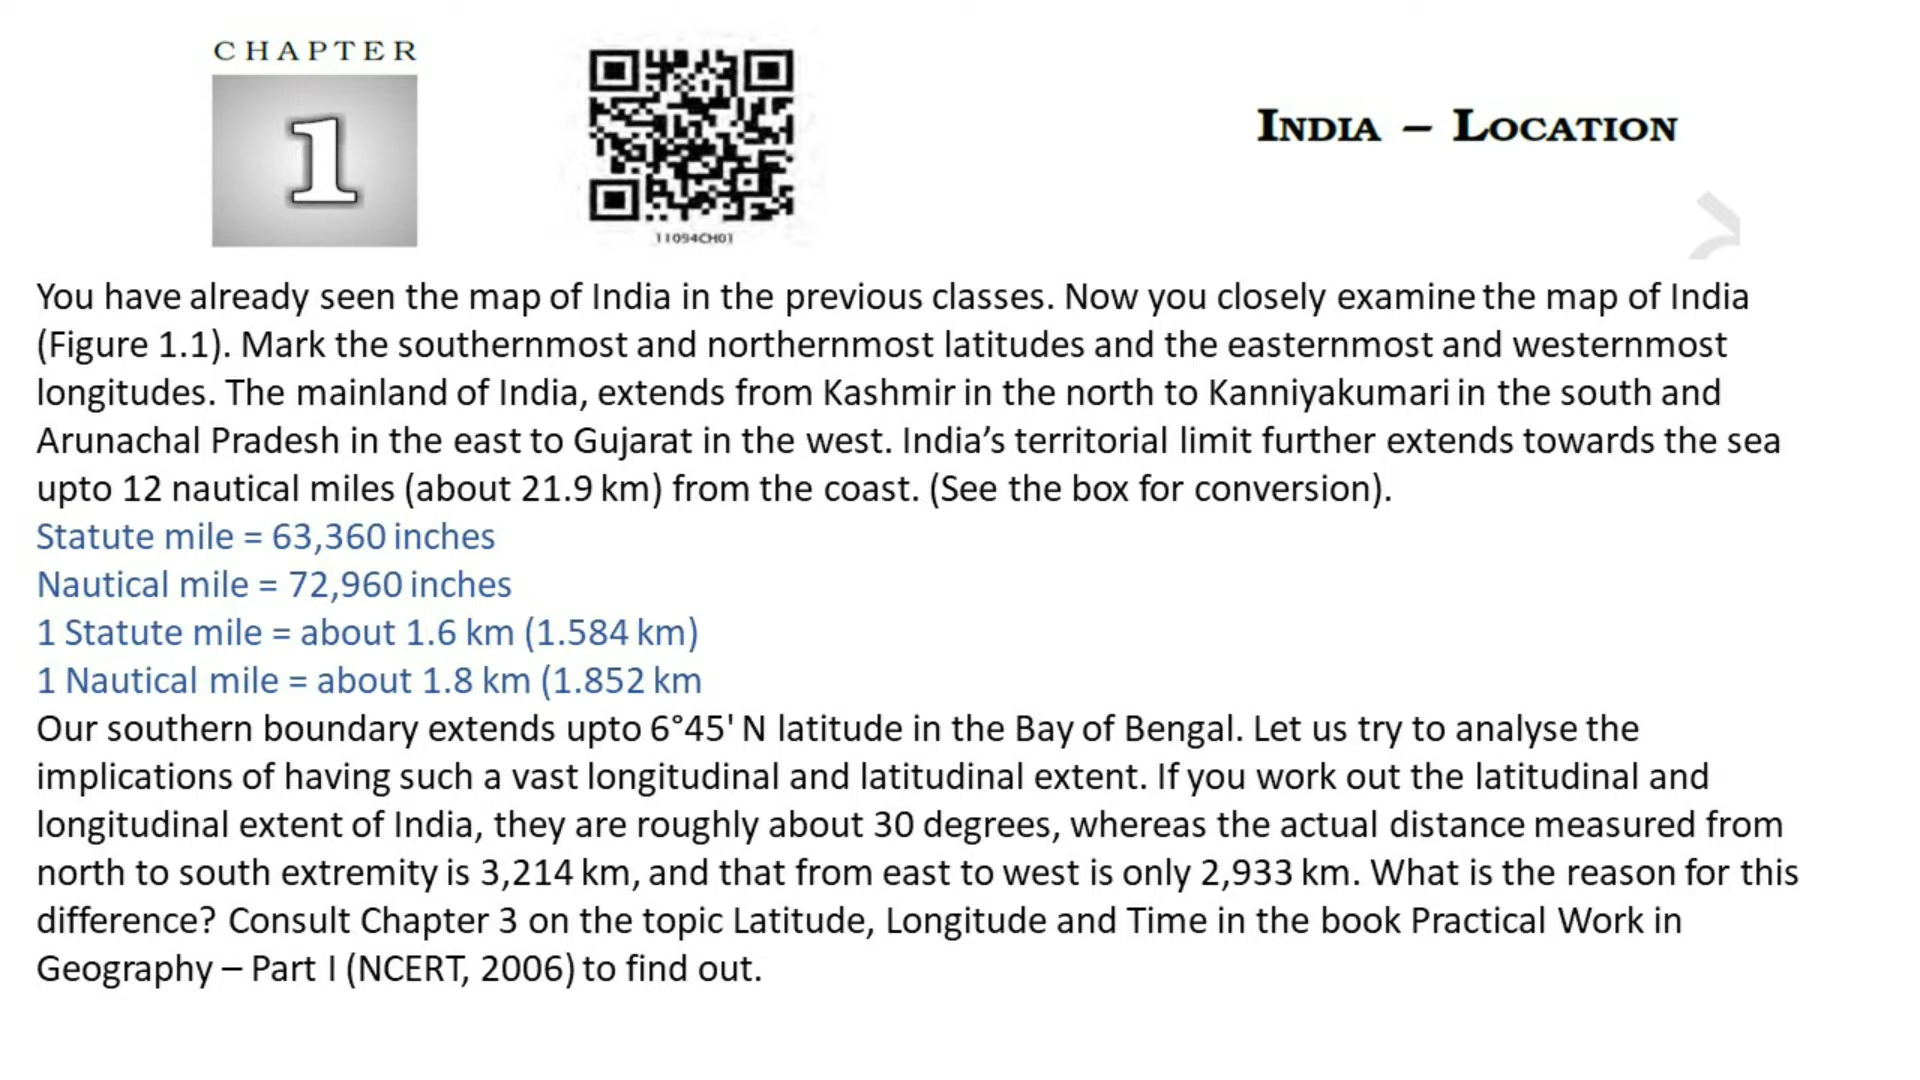 CHAPTER
1
11094CH01
INDIA – LOCATION
You have already seen the map of India in the previous classes. Now you closely examine the map of India
(Figure 1.1). Mark the southernmost and northernmost latitudes and the easternmost and westernmost
longitudes. The mainland of India, extends from Kashmir in the north to Kanniyakumari in the south and
Arunachal Pradesh in the east to Gujarat in the west. India’s territorial limit further extends towards the sea
upto 12 nautical miles (about 21.9 km) from the coast. (See the box for conversion).
Statute mile = 63,360 inches
Nautical mile = 72,960 inches
1 Statute mile = about 1.6 km (1.584 km)
1 Nautical mile = about 1.8 km (1.852 km
Our southern boundary extends upto 6°45' N latitude in the Bay of Bengal. Let us try to analyse the
implications of having such a vast longitudinal and latitudinal extent. If you work out the latitudinal and
longitudinal extent of India, they are roughly about 30 degrees, whereas the actual distance measured from
north to south extremity is 3,214 km, and that from east to west is only 2,933 km. What is the reason for this
difference? Consult Chapter 3 on the topic Latitude, Longitude and Time in the book Practical Work in
Geography – Part I (NCERT, 2006) to find out.